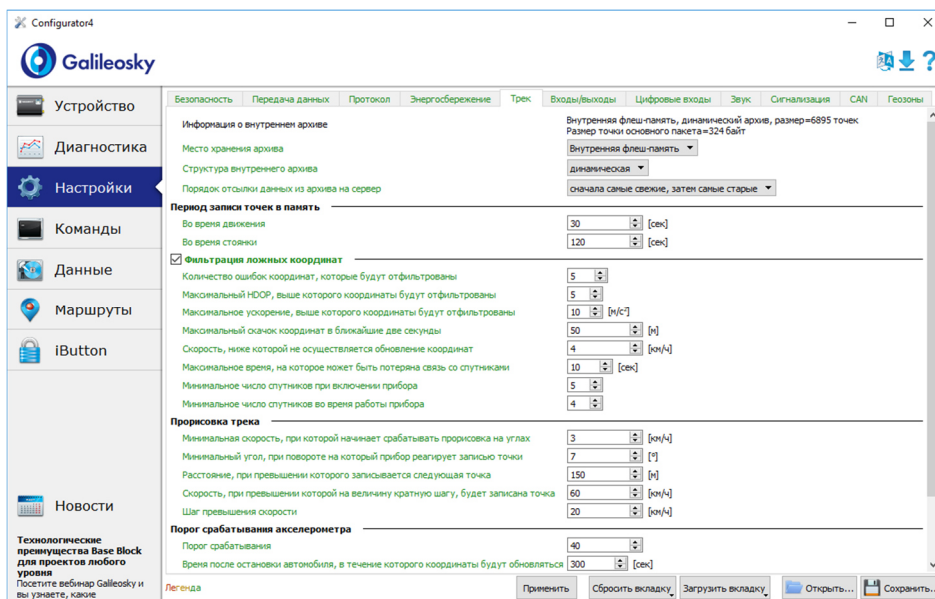 Configurator4
Galileosky
Устройство
Диагностика
Настройки
Команды
Данные
Маршруты
iButton
Новости
Технологические
преимущества Base Block
для проектов любого
уровня
Посетите вебинар Galileosky и
вы узнаете, какие
Безопасность Передача данных Протокол Энергосбережение Трек Входы/выходы Цифровые входы Звук Сигнализация CAN Геозоны
Информация о внутреннем архиве
Внутренняя флеш-память, динамический архив, размер=6895 точек
Размер точки основного пакета=324 байт
Место хранения архива Внутренняя флеш-память
Структура внутреннего архива динамическая
Порядок отсылки данных из архива на сервер сначала самые свежие, затем самые старые
Период записи точек в память
Во время движения 30 [сек]
Во время стоянки 120 [сек]
Фильтрация ложных координат
Количество ошибок координат, которые будут отфильтрованы 5
Максимальный HDOP, выше которого координаты будут отфильтрованы 5
Максимальное ускорение, выше которого координаты будут отфильтрованы 10 [м/с²]
Максимальный скачок координат в ближайшие две секунды 50 [м]
Скорость, ниже которой не осуществляется обновление координат 4 [км/ч]
Максимальное время, на которое может быть потеряна связь со спутниками 10 [сек]
Минимальное число спутников при включении прибора 5
Минимальное число спутников во время работы прибора 4
Прорисовка трека
Минимальная скорость, при которой начинает срабатывать прорисовка на углах 3 [км/ч]
Минимальный угол, при повороте на который прибор реагирует записью точки 7 [°]
Расстояние, при превышении которого записывается следующая точка 150 [м]
Скорость, при превышении которой на величину кратную шагу, будет записана точка 60 [км/ч]
Шаг превышения скорости 20 [км/ч]
Порог срабатывания акселерометра
Порог срабатывания 40
Время после остановки автомобиля, в течение которого координаты будут обновляться 300 [сек]
Легенда Применить Сбросить вкладку Загрузить вкладку Открыть... Сохранить...